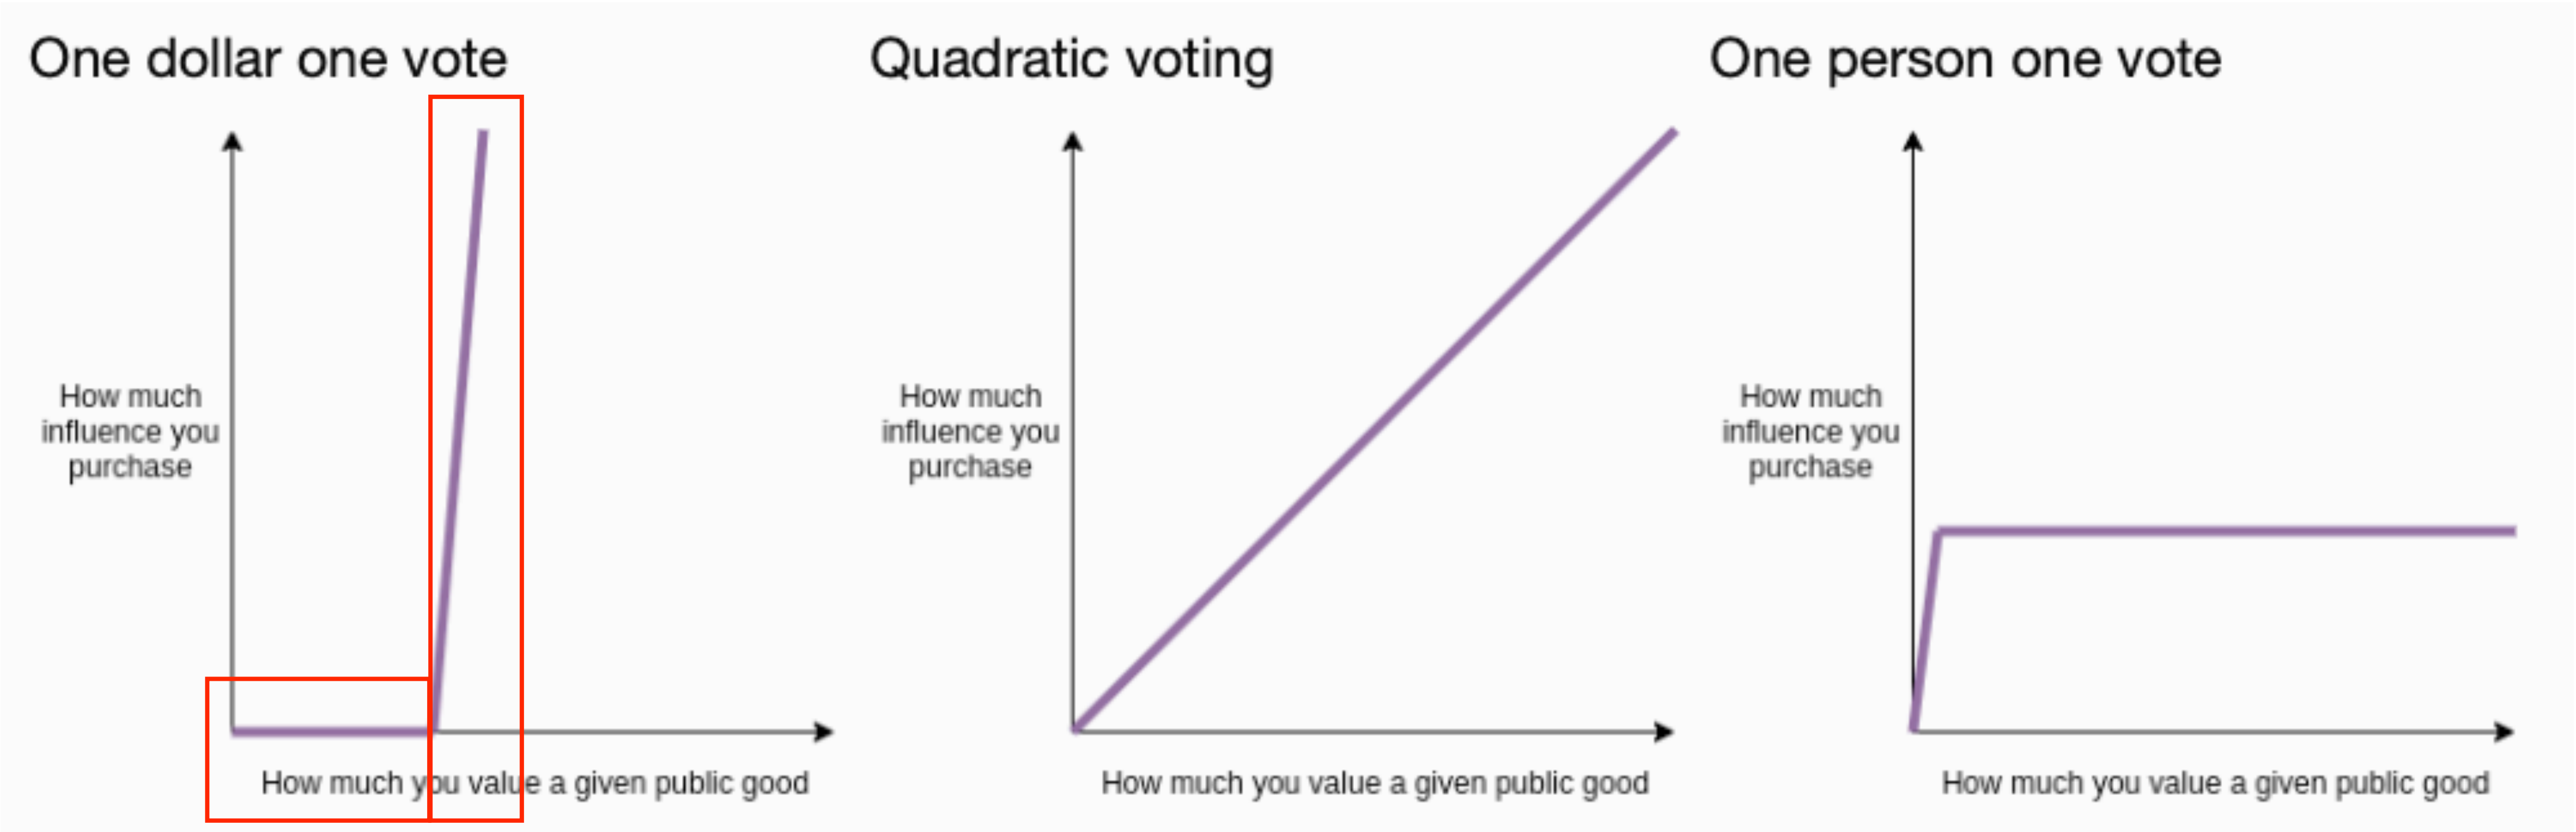 One dollar one vote
How much
influence you
purchase
How much you value a given public good
Quadratic voting
How much
influence you
purchase
How much you value a given public good
One person one vote
How much
influence you
purchase
How much you value a given public good